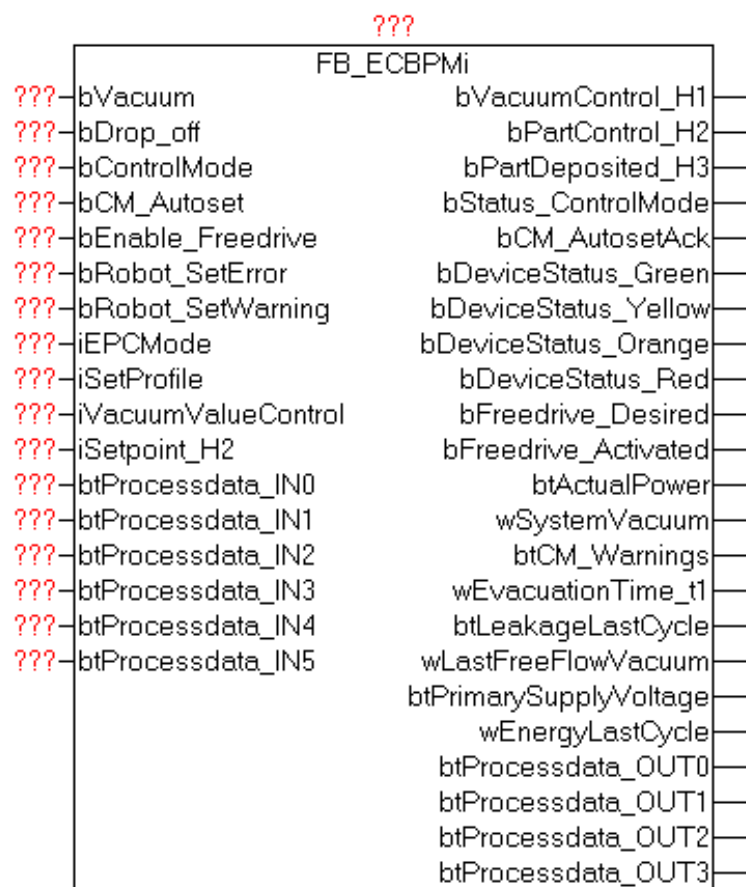 ???
FB_ECBPMi
??? bVacuum bVacuumControl_H1
??? bDrop_off bPartControl_H2
??? bControlMode bPartDeposited_H3
??? bCM_Autoset bStatus_ControlMode
??? bEnable_Freedrive bCM_AutosetAck
??? bRobot_SetError bDeviceStatus_Green
??? bRobot_SetWarning bDeviceStatus_Yellow
??? iEPCMode bDeviceStatus_Orange
??? iSetProfile bDeviceStatus_Red
??? iVacuumValueControl bFreedrive_Desired
??? iSetpoint_H2 bFreedrive_Activated
??? btProcessdata_IN0 btActualPower
??? btProcessdata_IN1 wSystemVacuum
??? btProcessdata_IN2 btCM_Warnings
??? btProcessdata_IN3 wEvacuationTime_t1
??? btProcessdata_IN4 btLeakageLastCycle
??? btProcessdata_IN5 wLastFreeFlowVacuum
btPrimarySupplyVoltage
wEnergyLastCycle
btProcessdata_OUT0
btProcessdata_OUT1
btProcessdata_OUT2
btProcessdata_OUT3